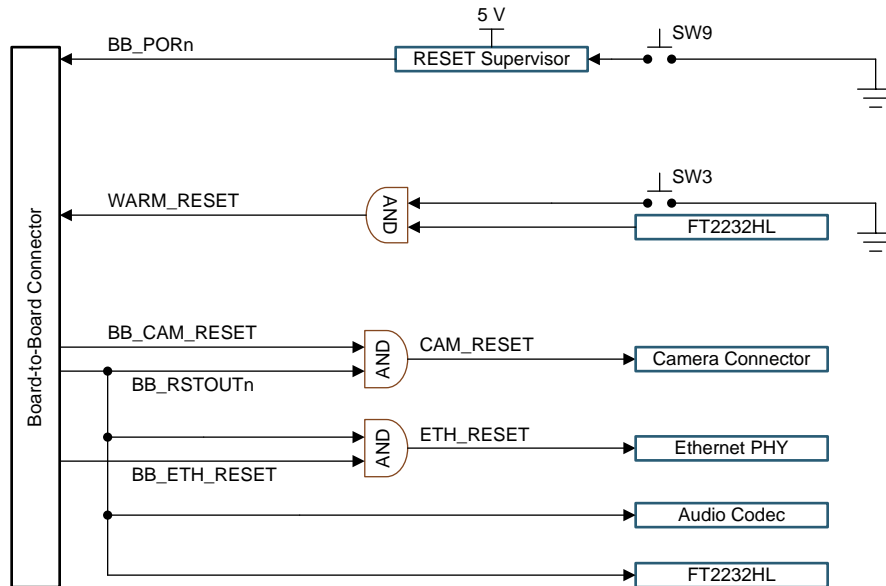 5 V
BB_PORn
SW9
RESET Supervisor
WARM_RESET
SW3
AND
FT2232HL
Board-to-Board Connector
BB_CAM_RESET
AND
CAM_RESET
Camera Connector
BB_RSTOUTn
AND
ETH_RESET
Ethernet PHY
BB_ETH_RESET
Audio Codec
FT2232HL